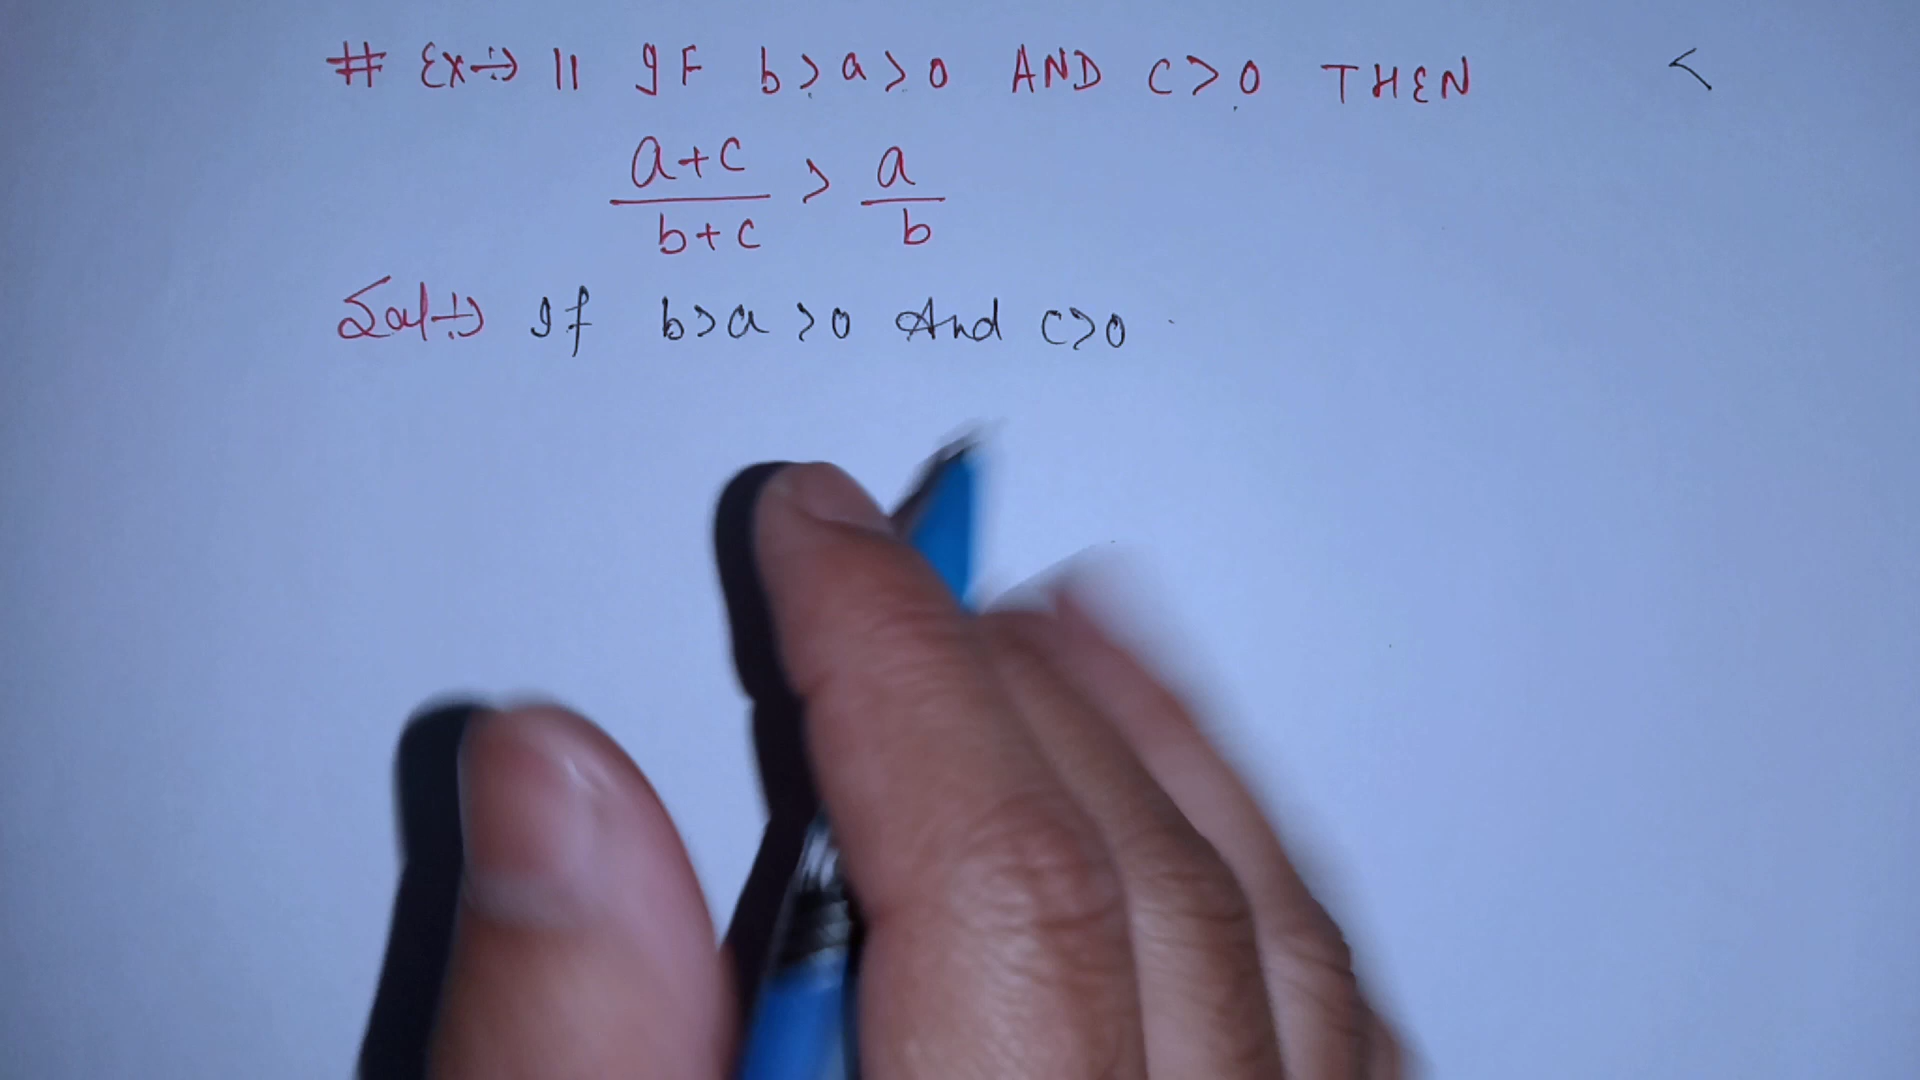 # Ex→ 11 IF b>a>0 AND c>0 THEN <
a+c/b+c > a/b
Sol→ If b>a>0 And c>0